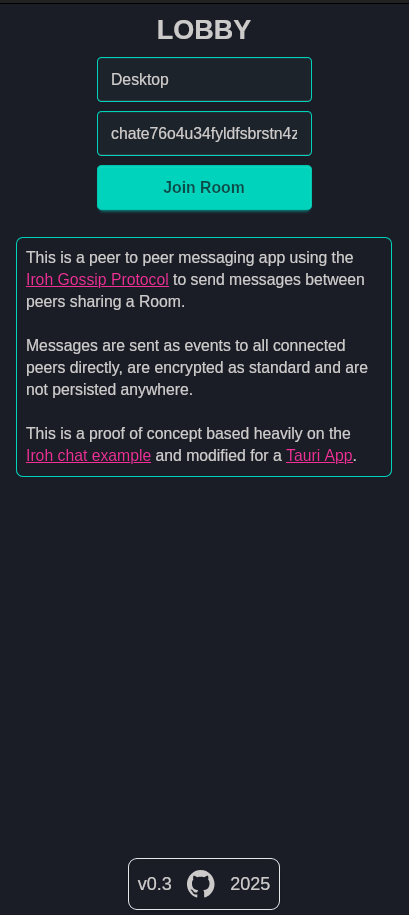 LOBBY
Desktop
chate76o4u34fyldfsbrstn4z
Join Room
This is a peer to peer messaging app using the
Iroh Gossip Protocol to send messages between
peers sharing a Room.
Messages are sent as events to all connected
peers directly, are encrypted as standard and are
not persisted anywhere.
This is a proof of concept based heavily on the
Iroh chat example and modified for a Tauri App.
v0.3 2025